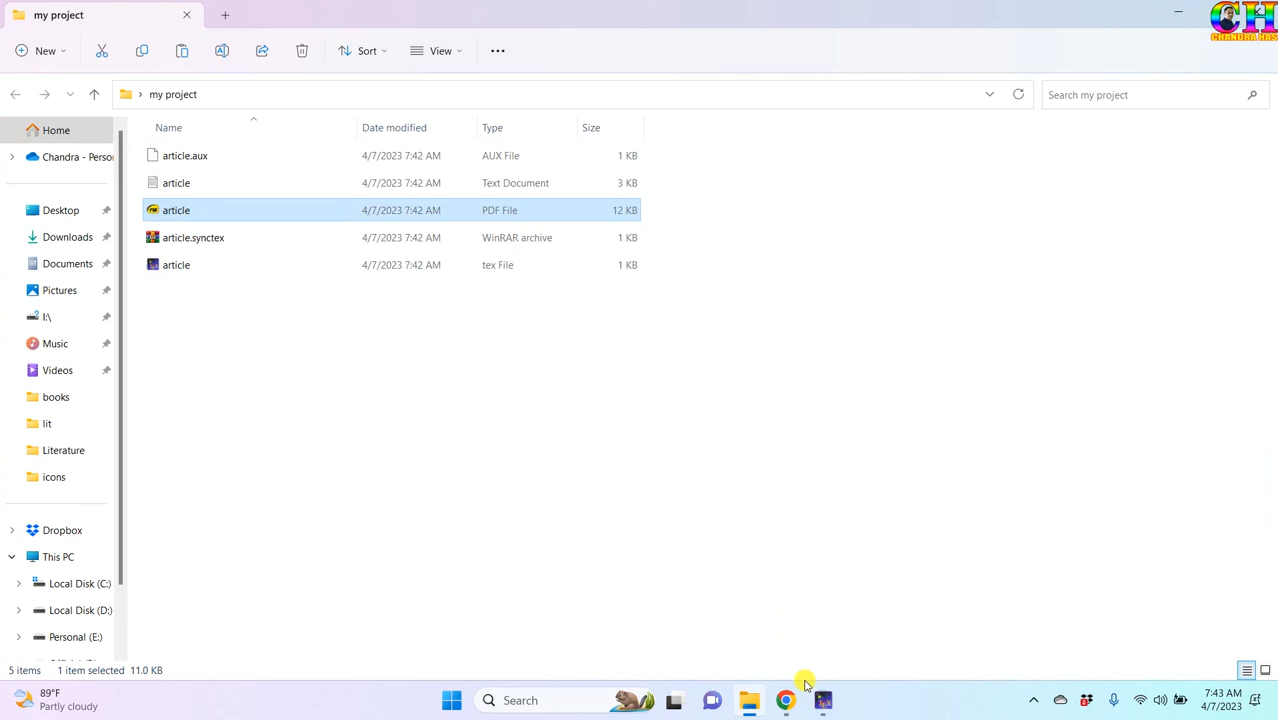 my project
CH
CHANDRA HAS
New
Sort
View
my project
Search my project
Name
Date modified
Type
Size
Home
article.aux
4/7/2023 7:42 AM
AUX File
1 KB
Chandra - Perso
article
4/7/2023 7:42 AM
Text Document
3 KB
Desktop
article
4/7/2023 7:42 AM
PDF File
12 KB
Downloads
article.synctex
4/7/2023 7:42 AM
WinRAR archive
1 KB
Documents
article
4/7/2023 7:42 AM
tex File
1 KB
Pictures
I:\
Music
Videos
books
lit
Literature
icons
Dropbox
This PC
Local Disk (C:)
Local Disk (D:)
Personal (E:)
5 items
1 item selected
11.0 KB
89°F
Partly cloudy
Search
7:43 AM
4/7/2023